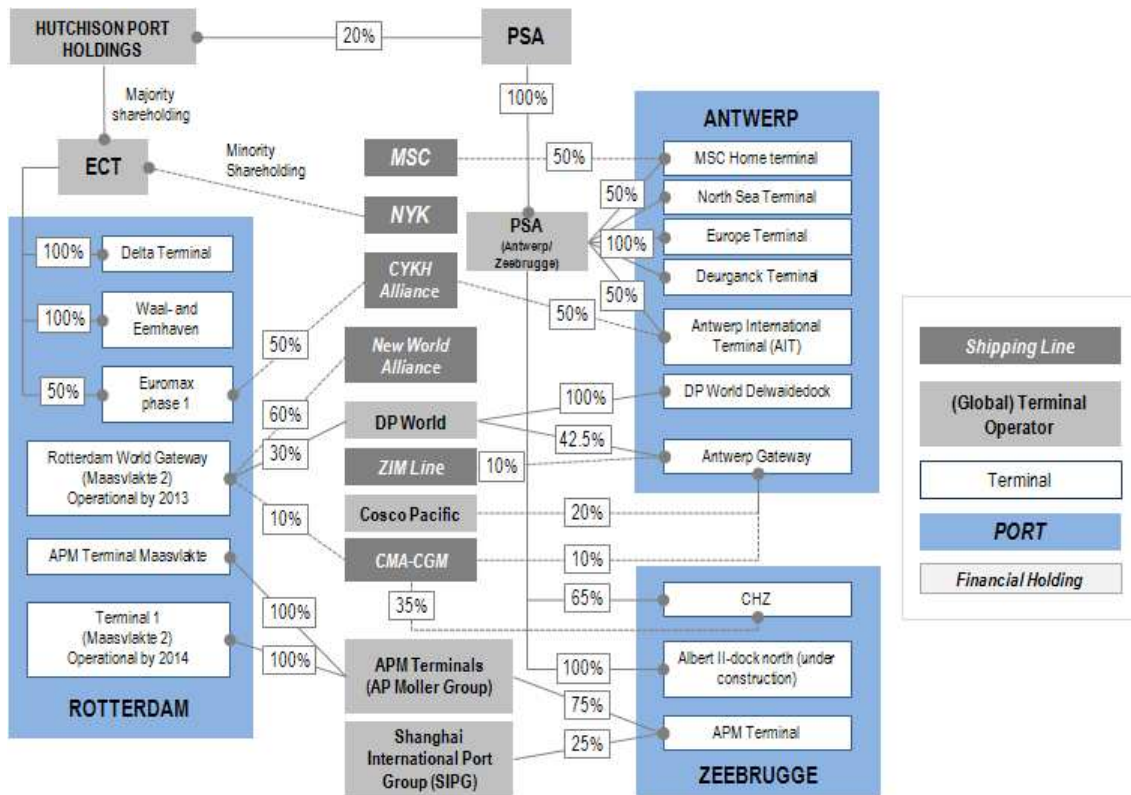 HUTCHISON PORT
HOLDINGS
20%
PSA
Majority
shareholding
100%
ECT
Minority
Shareholding
MSC
50%
NYK
PSA
(Antwerp/
Zeebrugge)
CYKH
Alliance
50%
100%
50%
50%
New World
Alliance
50%
60%
DP World
100%
42.5%
30%
ZIM Line
10%
Cosco Pacific
20%
10%
CMA-CGM
10%
35%
65%
100%
100%
100%
APM Terminals
(AP Moller Group)
75%
Shanghai
International Port
Group (SIPG)
25%
100%
Delta Terminal
100%
Waal- and
Eemhaven
50%
Euromax
phase 1
Rotterdam World Gateway
(Maasvlakte 2)
Operational by 2013
APM Terminal Maasvlakte
Terminal 1
(Maasvlakte 2)
Operational by 2014
ROTTERDAM
ANTWERP
MSC Home terminal
North Sea Terminal
Europe Terminal
Deurganck Terminal
Antwerp International
Terminal (AIT)
DP World Delwaidedock
Antwerp Gateway
CHZ
Albert II-dock north (under
construction)
APM Terminal
ZEEBRUGGE
Shipping Line
(Global) Terminal
Operator
Terminal
PORT
Financial Holding